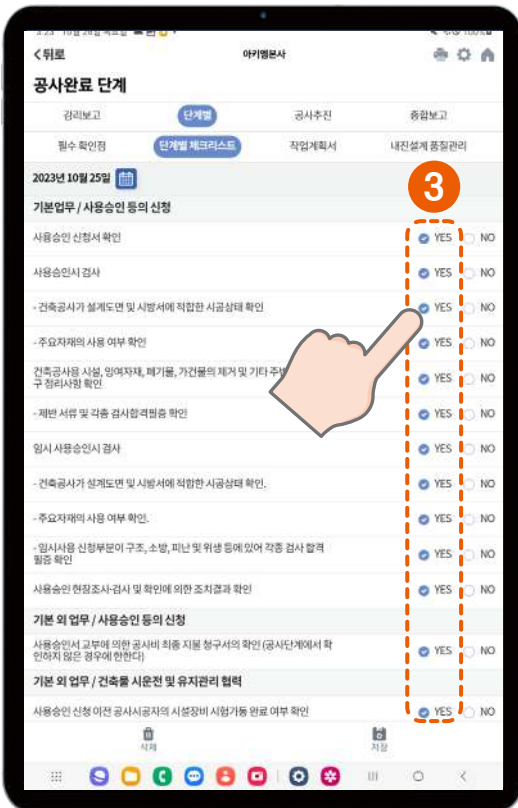 3:23 10월 26일 목요일 100%
뒤로 아키엠본사
공사완료 단계
감리보고 단계별 공사추진 종합보고
필수 확인점 단계별 체크리스트 작업계획서 내진설계 품질관리
2023년 10월 25일
3
기본업무 / 사용승인 등의 신청
사용승인 신청서 확인 YES NO
사용승인시 검사 YES NO
- 건축공사가 설계도면 및 시방서에 적합한 시공상태 확인 YES NO
- 주요자재의 사용 여부 확인 YES NO
건축공사용 시설, 잉여자재, 폐기물, 가건물의 제거 및 기타 주변 YES NO
구 정리사항 확인
- 제반 서류 및 각종 검사합격필증 확인 YES NO
임시 사용승인시 검사 YES NO
- 건축공사가 설계도면 및 시방서에 적합한 시공상태 확인. YES NO
- 주요자재의 사용 여부 확인. YES NO
- 임시사용 신청부분이 구조, 소방, 피난 및 위생 등에 있어 각종 검사 합격 YES NO
필증 확인
사용승인 현장조사·검사 및 확인에 의한 조치결과 확인 YES NO
기본 외 업무 / 사용승인 등의 신청
사용승인서 교부에 의한 공사비 최종 지불 청구서의 확인 (공사단계에서 확 YES NO
인하지 않은 경우에 한한다)
기본 외 업무 / 건축물 시운전 및 유지관리 협력
사용승인 신청 이전 공사시공자의 시설장비 시험가동 완료 여부 확인 YES NO
삭제 저장